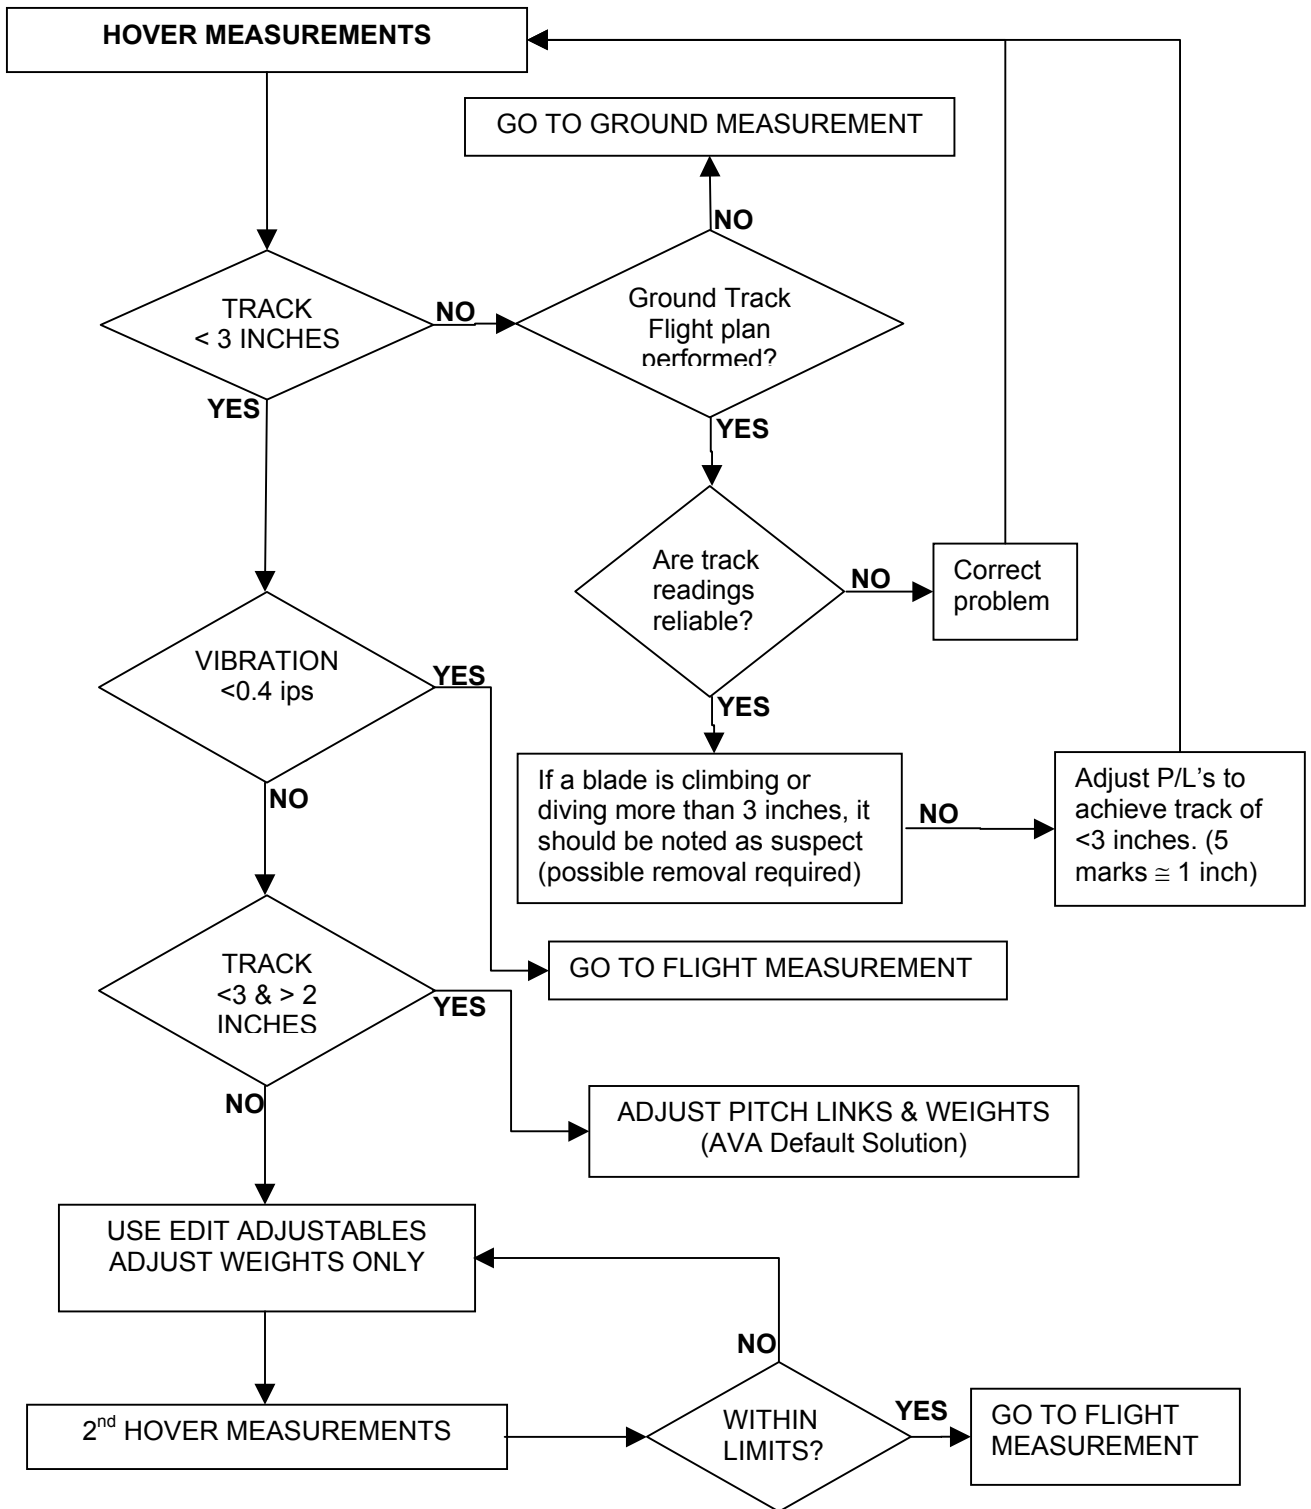 HOVER MEASUREMENTS
GO TO GROUND MEASUREMENT
NO
TRACK
< 3 INCHES
NO
Ground Track
Flight plan
performed?
YES
YES
Are track
readings
reliable?
NO
Correct
problem
VIBRATION
<0.4 ips
YES
YES
If a blade is climbing or
diving more than 3 inches, it
should be noted as suspect
(possible removal required)
NO
Adjust P/L's to
achieve track of
<3 inches. (5
marks ≅ 1 inch)
NO
TRACK
<3 & > 2
INCHES
YES
GO TO FLIGHT MEASUREMENT
NO
ADJUST PITCH LINKS & WEIGHTS
(AVA Default Solution)
USE EDIT ADJUSTABLES
ADJUST WEIGHTS ONLY
NO
2nd HOVER MEASUREMENTS
WITHIN
LIMITS?
YES
GO TO FLIGHT
MEASUREMENT